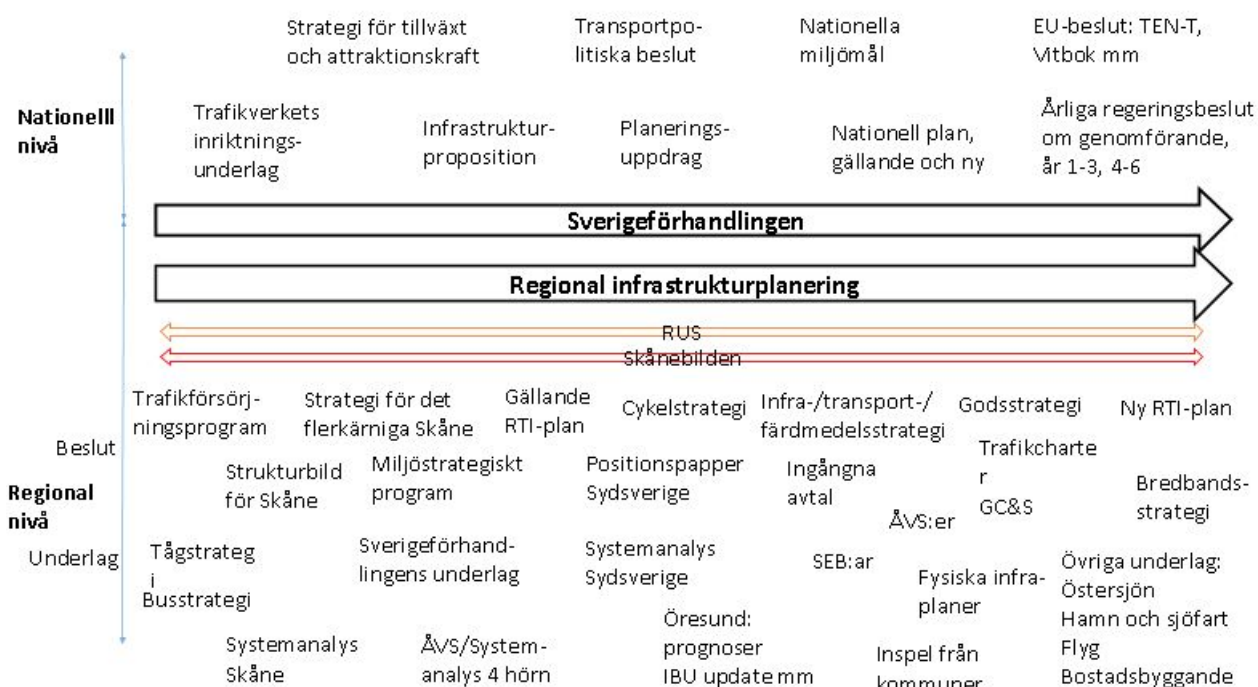 Strategi för tillväxt
och attraktionskraft
Transportpo-
litiska beslut
Nationella
miljömål
EU-beslut: TEN-T,
Vitbok mm
Nationelll
nivå
Trafikverkets
inriktnings-
underlag
Infrastruktur-
proposition
Planerings-
uppdrag
Nationell plan,
gällande och ny
Årliga regeringsbeslut
om genomförande,
år 1-3, 4-6
Sverigeförhandlingen
Regional infrastrukturplanering
RUS
Skånebilden
Trafikförsörj-
ningsprogram
Strategi för det
flerkärniga Skåne
Gällande
RTI-plan
Cykelstrategi
Infra-/transport-/
färdmedelsstrategi
Godsstrategi
Ny RTI-plan
Beslut
Strukturbild
för Skåne
Miljöstrategiskt
program
Positionspapper
Sydsverige
Ingångna
avtal
Trafikcharte
r
GC&S
Bredbands-
strategi
Regional
nivå
ÅVS:er
Underlag
Tågstrateg
i
Busstrategi
Sverigeförhand-
lingens underlag
Systemanalys
Sydsverige
SEB:ar
Fysiska infra-
planer
Övriga underlag:
Östersjön
Hamn och sjöfart
Flyg
Bostadsbyggande
Systemanalys
Skåne
ÅVS/System-
analys 4 hörn
Öresund:
prognoser
IBU update mm
Inspel från
kommuner